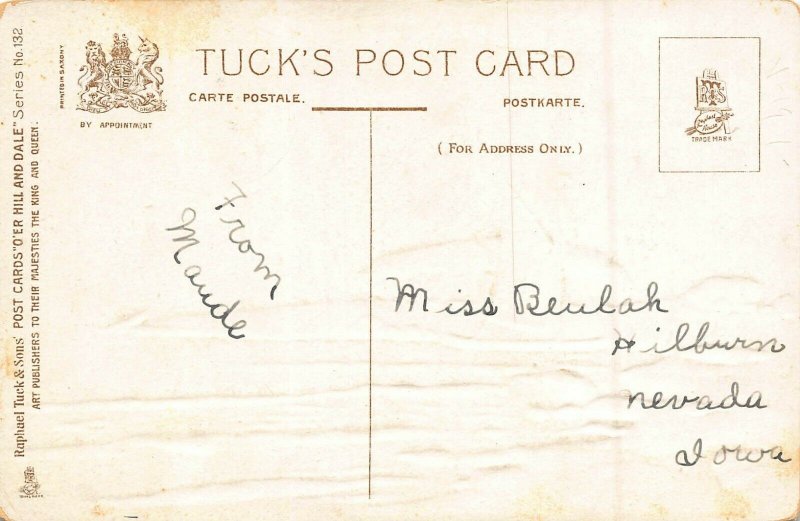 Raphael Tuck & Sons' POST CARDS "O'ER HILL AND DALE" Series No. 132.
ART PUBLISHERS TO THEIR MAJESTIES THE KING AND QUEEN.
PRINTED IN SAXONY
BY APPOINTMENT
TUCK'S POST CARD
CARTE POSTALE.
POSTKARTE.
( FOR ADDRESS ONLY. )
RTS
TRADE MARK
From
Maude
Miss Beulah
Hilburn
Nevada
Iowa